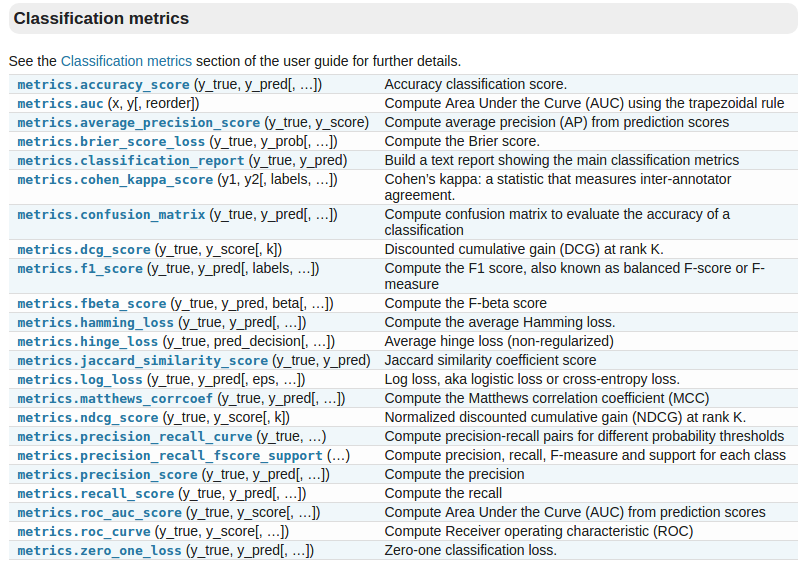 Classification metrics
See the Classification metrics section of the user guide for further details.
metrics.accuracy_score (y_true, y_pred[, …]) Accuracy classification score.
metrics.auc (x, y[, reorder]) Compute Area Under the Curve (AUC) using the trapezoidal rule
metrics.average_precision_score (y_true, y_score) Compute average precision (AP) from prediction scores
metrics.brier_score_loss (y_true, y_prob[, …]) Compute the Brier score.
metrics.classification_report (y_true, y_pred) Build a text report showing the main classification metrics
metrics.cohen_kappa_score (y1, y2[, labels, …]) Cohen’s kappa: a statistic that measures inter-annotator
agreement.
metrics.confusion_matrix (y_true, y_pred[, …]) Compute confusion matrix to evaluate the accuracy of a
classification
metrics.dcg_score (y_true, y_score[, k]) Discounted cumulative gain (DCG) at rank K.
metrics.f1_score (y_true, y_pred[, labels, …]) Compute the F1 score, also known as balanced F-score or F-
measure
metrics.fbeta_score (y_true, y_pred, beta[, …]) Compute the F-beta score
metrics.hamming_loss (y_true, y_pred[, …]) Compute the average Hamming loss.
metrics.hinge_loss (y_true, pred_decision[, …]) Average hinge loss (non-regularized)
metrics.jaccard_similarity_score (y_true, y_pred) Jaccard similarity coefficient score
metrics.log_loss (y_true, y_pred[, eps, …]) Log loss, aka logistic loss or cross-entropy loss.
metrics.matthews_corrcoef (y_true, y_pred[, …]) Compute the Matthews correlation coefficient (MCC)
metrics.ndcg_score (y_true, y_score[, k]) Normalized discounted cumulative gain (NDCG) at rank K.
metrics.precision_recall_curve (y_true, …) Compute precision-recall pairs for different probability thresholds
metrics.precision_recall_fscore_support (…) Compute precision, recall, F-measure and support for each class
metrics.precision_score (y_true, y_pred[, …]) Compute the precision
metrics.recall_score (y_true, y_pred[, …]) Compute the recall
metrics.roc_auc_score (y_true, y_score[, …]) Compute Area Under the Curve (AUC) from prediction scores
metrics.roc_curve (y_true, y_score[, …]) Compute Receiver operating characteristic (ROC)
metrics.zero_one_loss (y_true, y_pred[, …]) Zero-one classification loss.